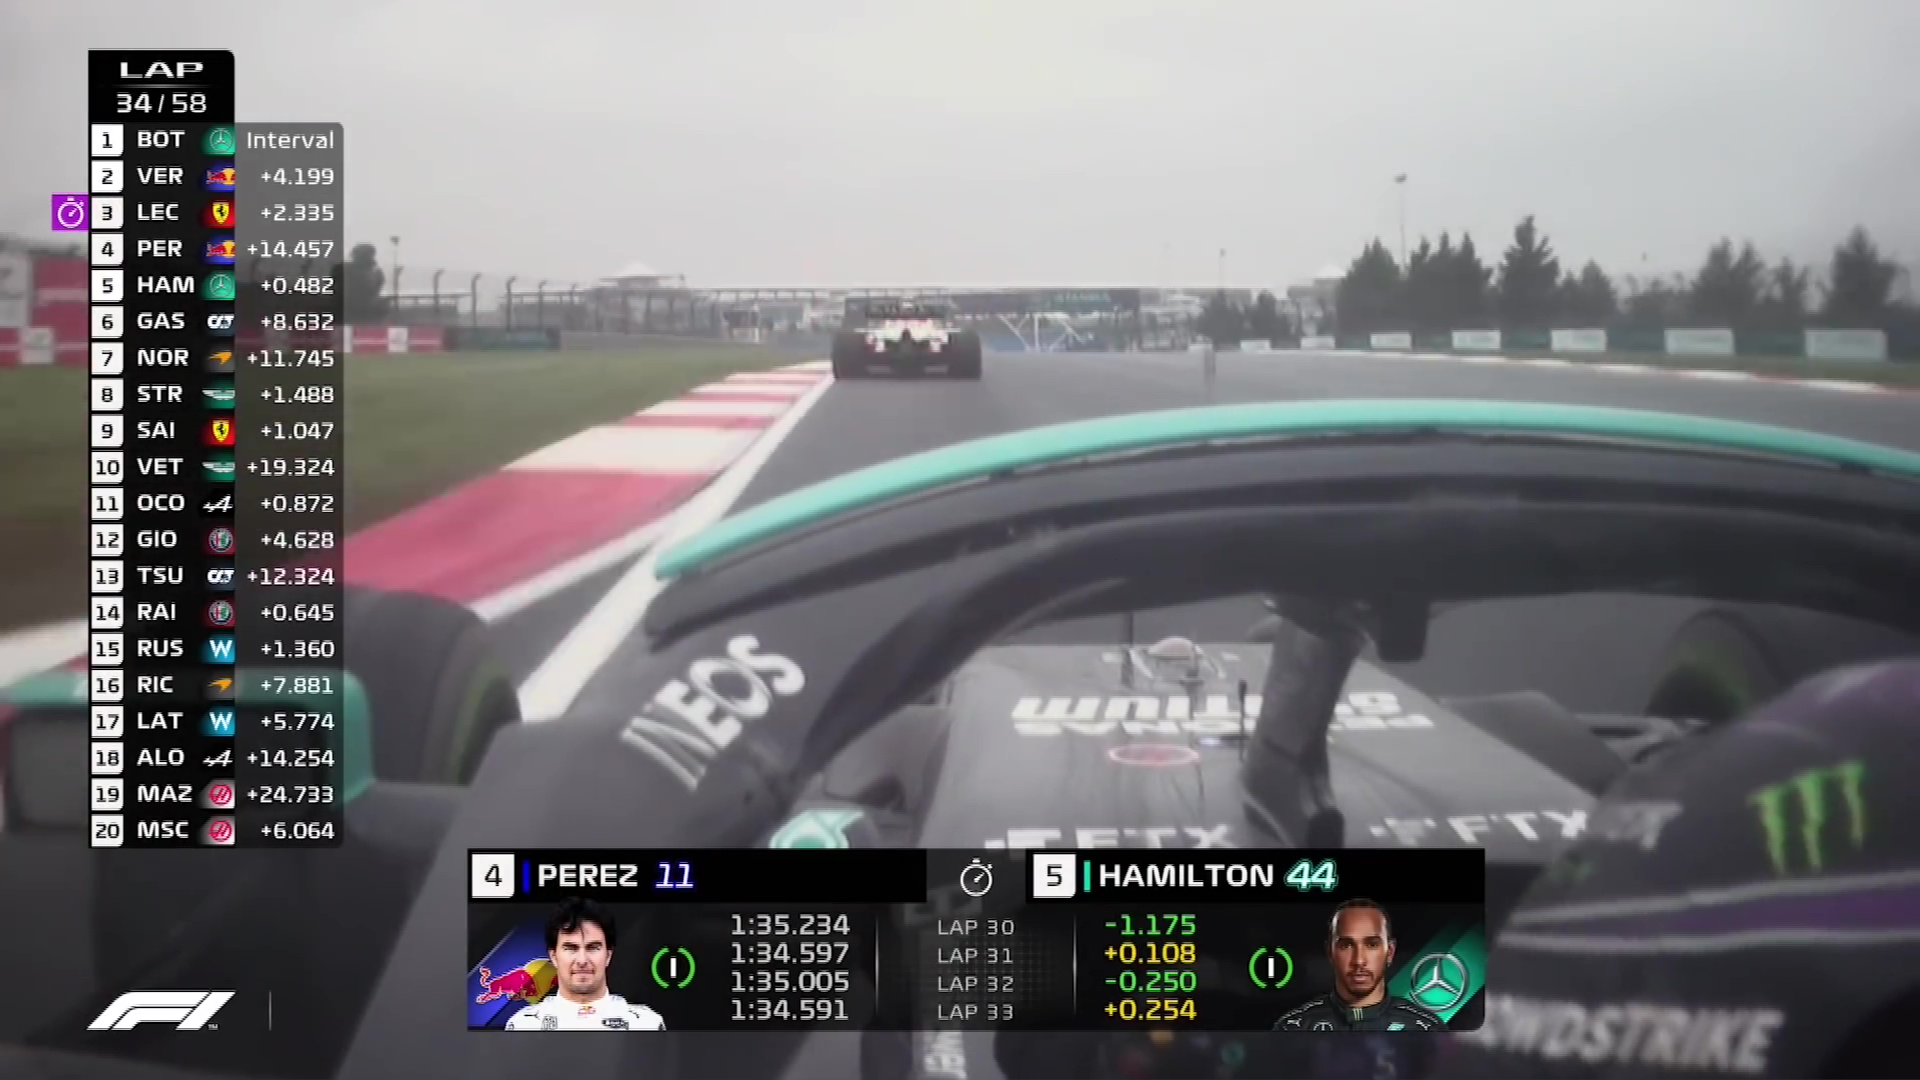 LAP
34/58
1 BOT Interval
2 VER +4.199
3 LEC +2.335
4 PER +14.457
5 HAM +0.482
6 GAS +8.632
7 NOR +11.745
8 STR +1.488
9 SAI +1.047
10 VET +19.324
11 OCO +0.872
12 GIO +4.628
13 TSU +12.324
14 RAI +0.645
15 RUS W +1.360
16 RIC +7.881
17 LAT W +5.774
18 ALO +14.254
19 MAZ +24.733
20 MSC +6.064
INEOS
FTX
FTX
4 PEREZ 11
5 HAMILTON 44
I
I
1:35.234 LAP 30 -1.175
1:34.597 LAP 31 +0.108
1:35.005 LAP 32 -0.250
1:34.591 LAP 33 +0.254
F1